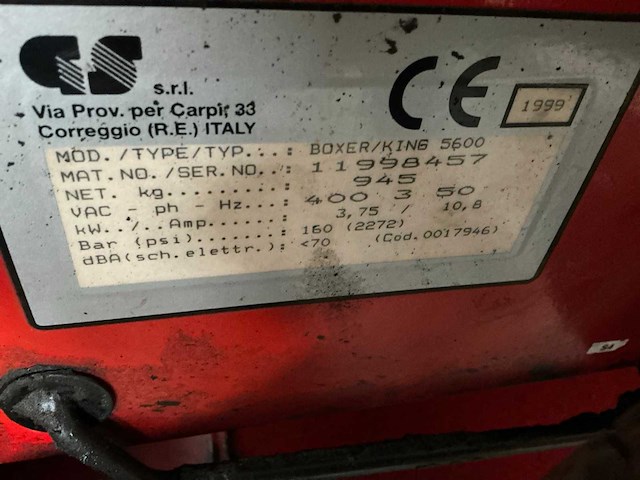 GS s.r.l.
Via Prov. per Carpi, 33
Correggio (R.E.) ITALY
CE 1999
MOD./TYPE/TYP...: BOXER/KING 5600
MAT.NO./SER.NO..: 11998457
NET. kg.........: 945
VAC - ph - Hz...: 400 3 50
kW../..Amp......: 3,75 / 10,8
Bar (psi).......: 160 (2272)
dBA(sch.elettr.): <70 (Cod.0017946)
94